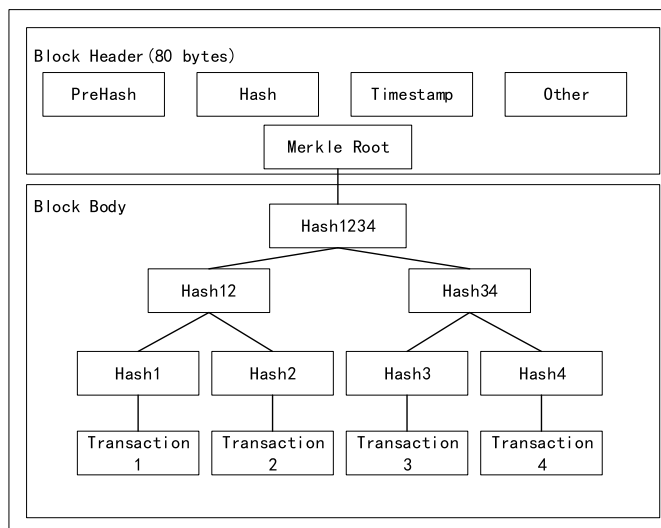 Block Header(80 bytes)
PreHash
Hash
Timestamp
Other
Merkle Root
Block Body
Hash1234
Hash12
Hash34
Hash1
Hash2
Hash3
Hash4
Transaction
1
Transaction
2
Transaction
3
Transaction
4